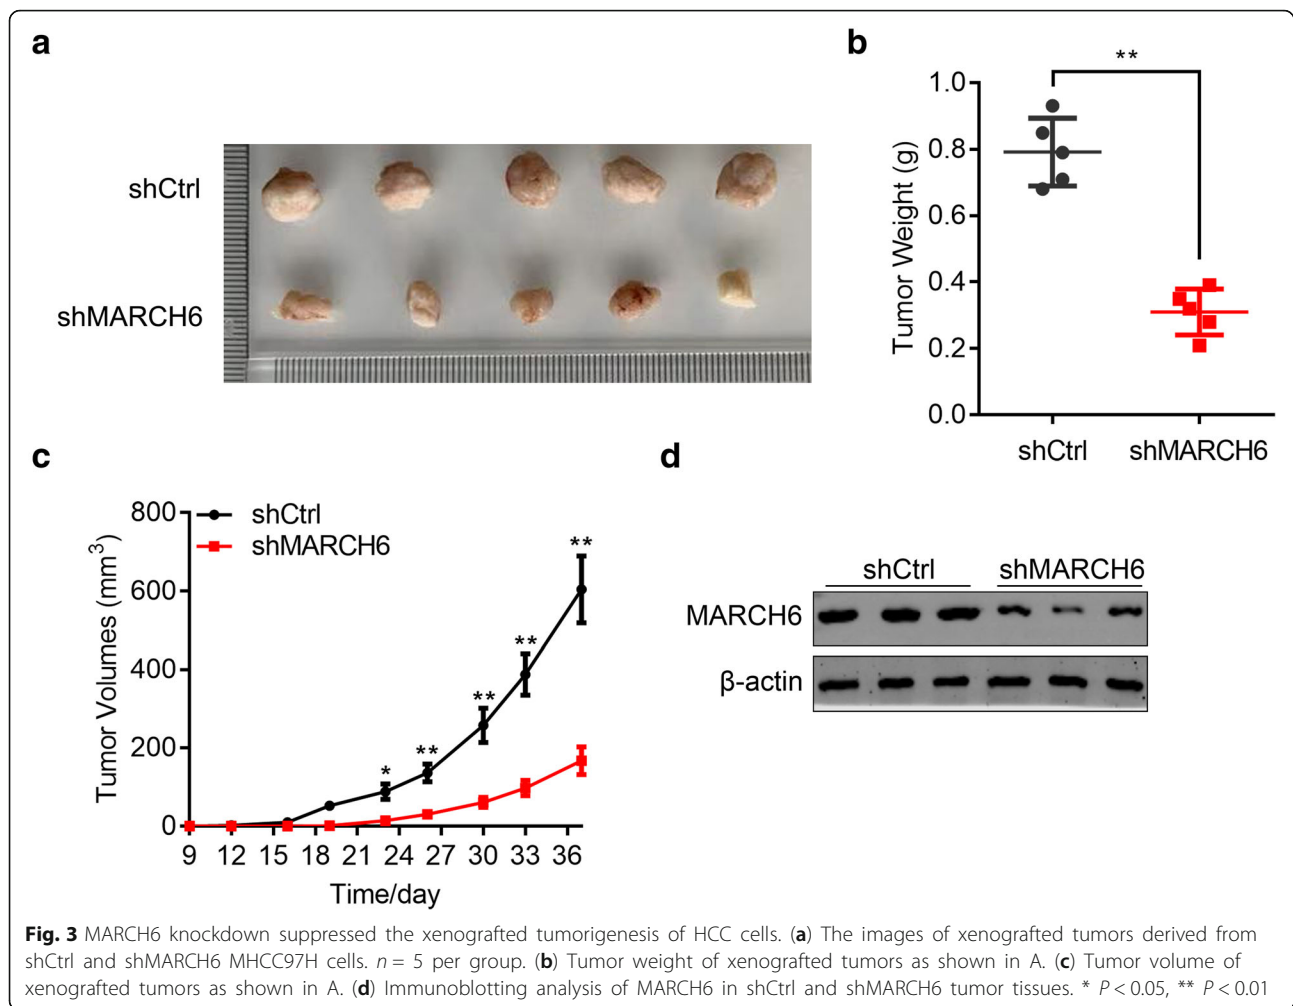 a
shCtrl
shMARCH6
b
**
Tumor Weight (g)
1.0
0.8
0.6
0.4
0.2
0.0
shCtrl
shMARCH6
c
shCtrl
shMARCH6
Tumor Volumes (mm³)
800
600
400
200
0
*
**
**
**
**
9 12 15 18 21 24 27 30 33 36
Time/day
d
shCtrl shMARCH6
MARCH6
β-actin
Fig. 3 MARCH6 knockdown suppressed the xenografted tumorigenesis of HCC cells. (a) The images of xenografted tumors derived from
shCtrl and shMARCH6 MHCC97H cells. n = 5 per group. (b) Tumor weight of xenografted tumors as shown in A. (c) Tumor volume of
xenografted tumors as shown in A. (d) Immunoblotting analysis of MARCH6 in shCtrl and shMARCH6 tumor tissues. * P < 0.05, ** P < 0.01